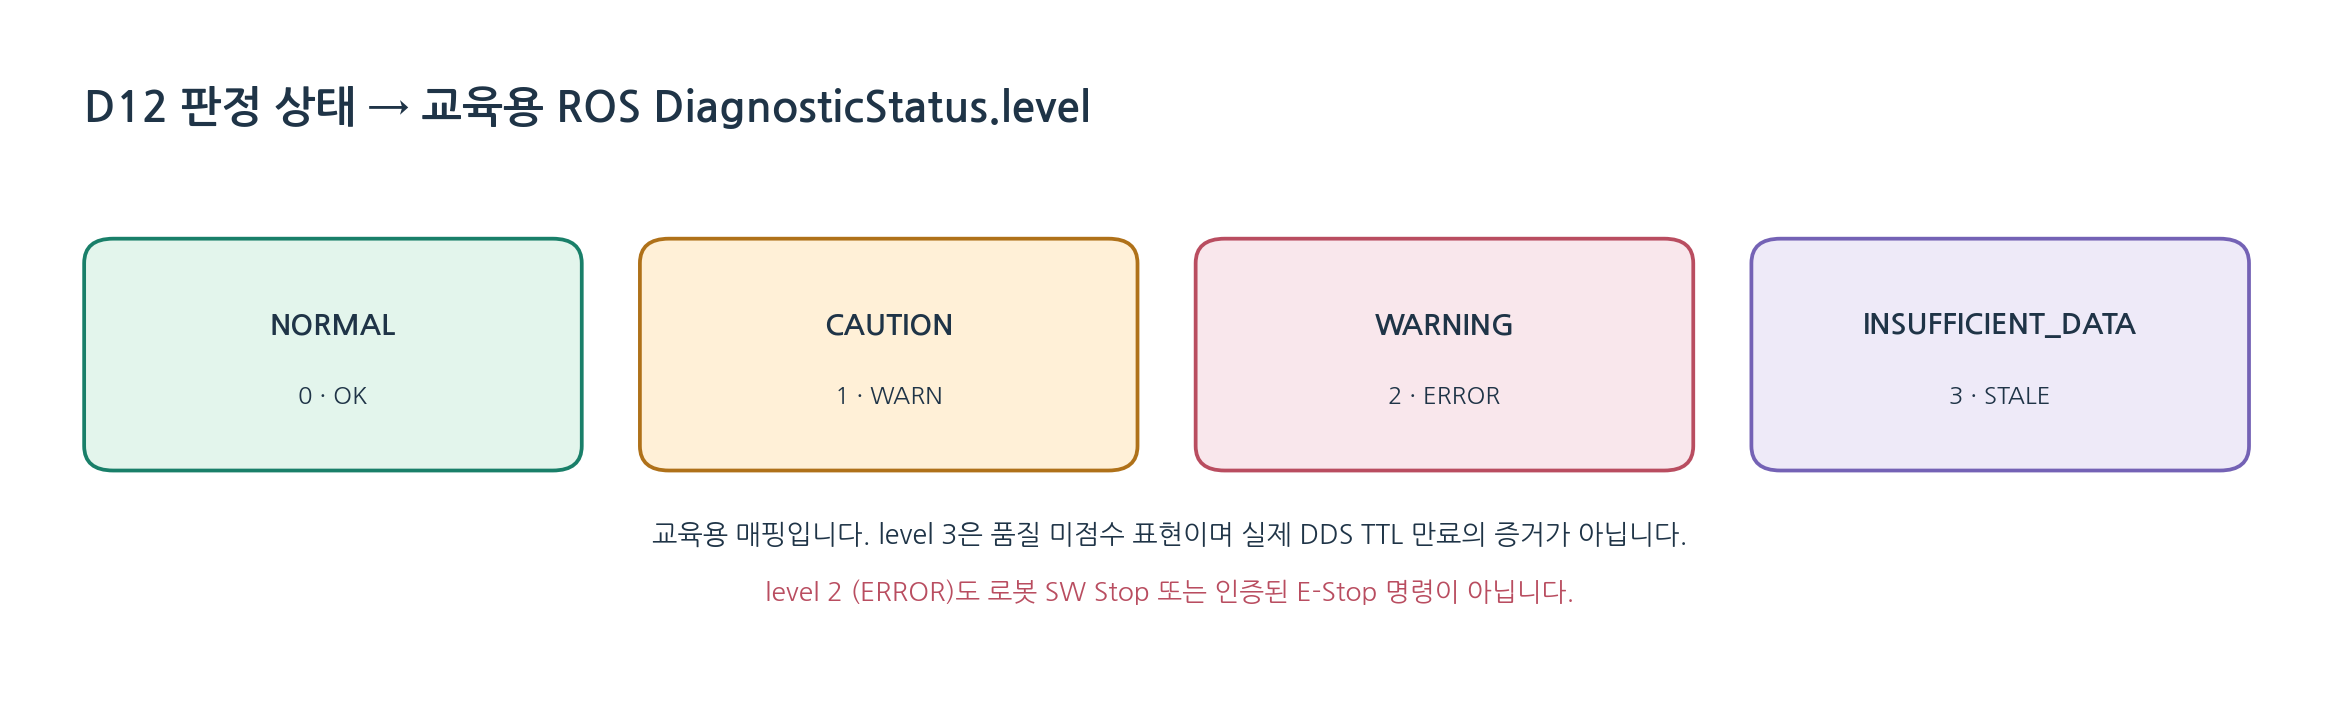 D12 판정 상태 → 교육용 ROS DiagnosticStatus.level
NORMAL
0 · OK
CAUTION
1 · WARN
WARNING
2 · ERROR
INSUFFICIENT_DATA
3 · STALE
교육용 매핑입니다. level 3은 품질 미점수 표현이며 실제 DDS TTL 만료의 증거가 아닙니다.
level 2 (ERROR)도 로봇 SW Stop 또는 인증된 E-Stop 명령이 아닙니다.